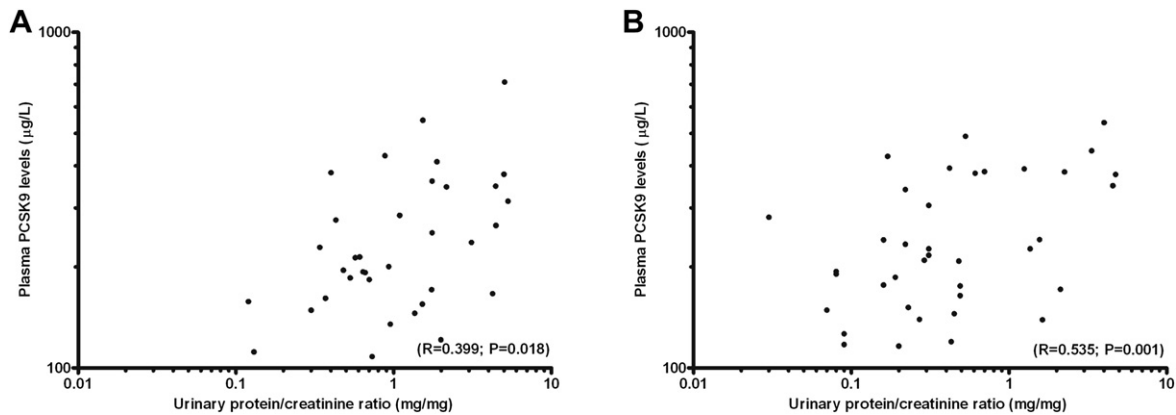 A
1000
Plasma PCSK9 levels (µg/L)
100
(R=0.399; P=0.018)
0.01
0.1
1
10
Urinary protein/creatinine ratio (mg/mg)
B
1000
Plasma PCSK9 levels (µg/L)
100
(R=0.535; P=0.001)
0.01
0.1
1
10
Urinary protein/creatinine ratio (mg/mg)